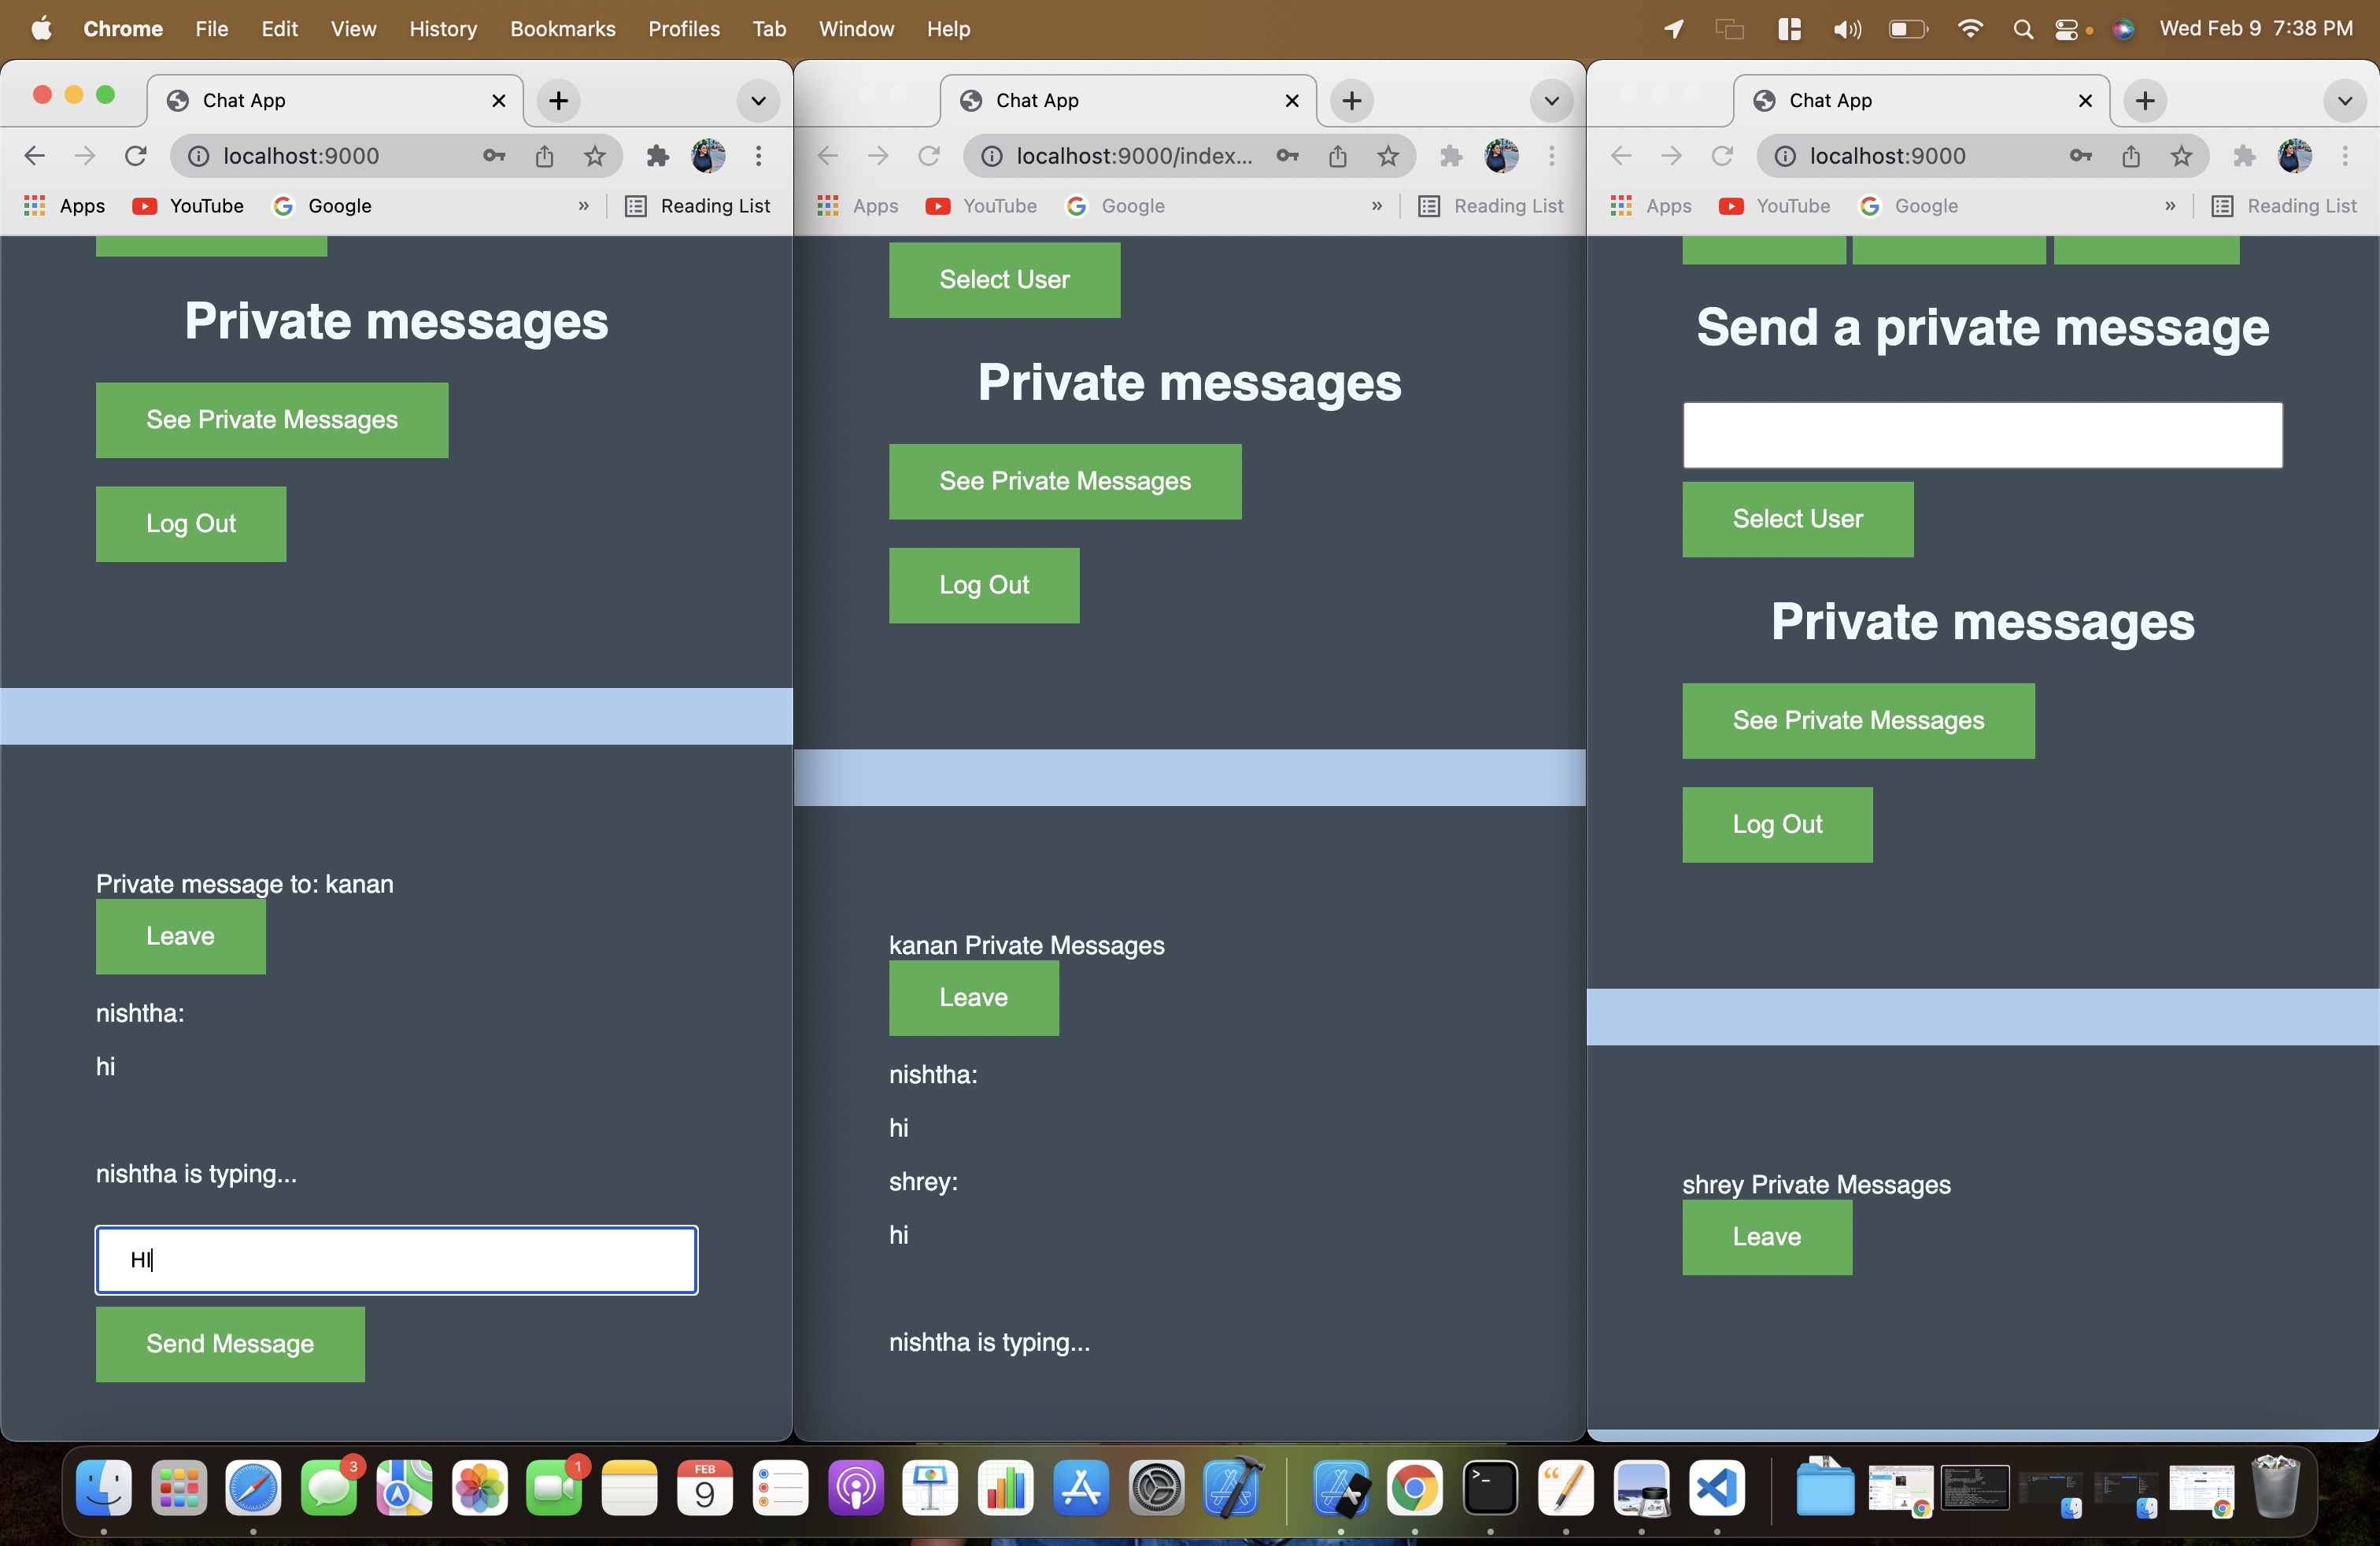 Chrome File Edit View History Bookmarks Profiles Tab Window Help Wed Feb 9 7:38 PM
Chat App
localhost:9000
Apps YouTube Google » Reading List
Private messages
See Private Messages
Log Out
Private message to: kanan
Leave
nishtha:
hi
nishtha is typing...
HI
Send Message
Chat App
localhost:9000/index...
Apps YouTube Google » Reading List
Select User
Private messages
See Private Messages
Log Out
kanan Private Messages
Leave
nishtha:
hi
shrey:
hi
nishtha is typing...
Chat App
localhost:9000
Apps YouTube Google » Reading List
Send a private message
Select User
Private messages
See Private Messages
Log Out
shrey Private Messages
Leave
3
1
FEB
9